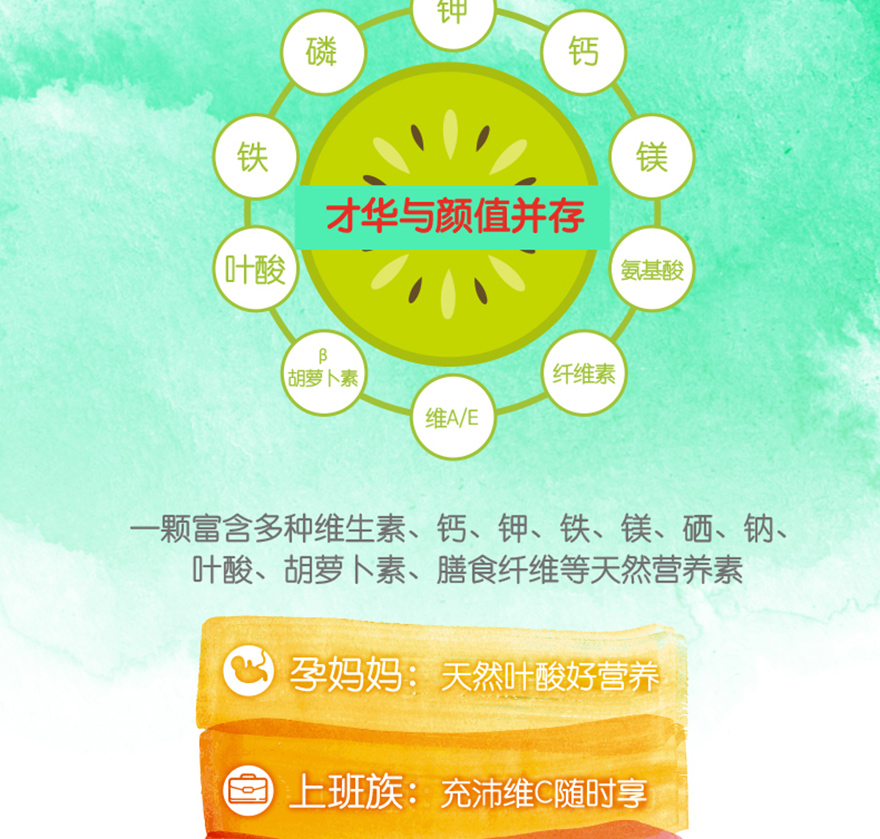 钾
磷
钙
铁
镁
才华与颜值并存
叶酸
氨基酸
β
胡萝卜素
纤维素
维A/E
一颗富含多种维生素、钙、钾、铁、镁、硒、钠、
叶酸、胡萝卜素、膳食纤维等天然营养素
孕妈妈：天然叶酸好营养
上班族：充沛维C随时享